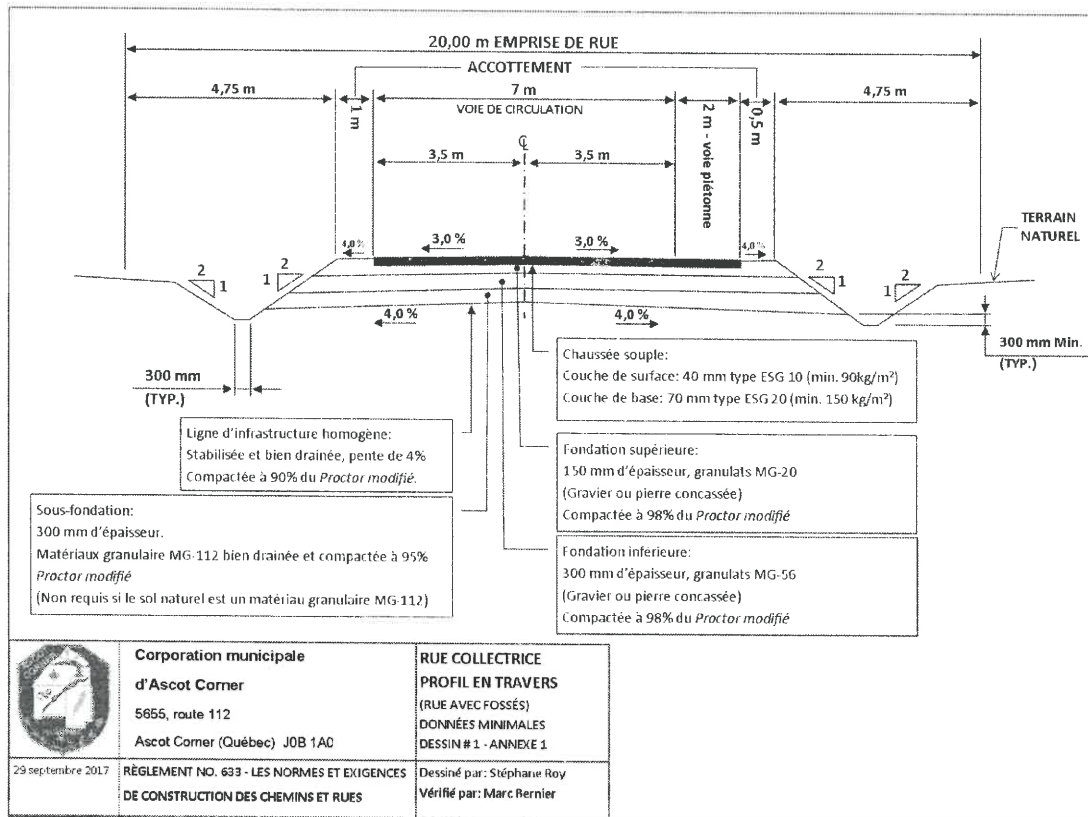 20,00 m EMPRISE DE RUE
ACCOTTEMENT
4,75 m
1 m
7 m
VOIE DE CIRCULATION
2 m - voie piétonne
0,5 m
4,75 m
3,5 m
3,5 m
TERRAIN
NATUREL
4,0 %
3,0 %
3,0 %
4,0 %
2
1
2
1
2
1
2
1
4,0 %
4,0 %
300 mm Min.
(TYP.)
300 mm
(TYP.)
Chaussée souple:
Couche de surface: 40 mm type ESG 10 (min. 90kg/m²)
Couche de base: 70 mm type ESG 20 (min. 150 kg/m²)
Ligne d'infrastructure homogène:
Stabilisée et bien drainée, pente de 4%
Compactée à 90% du Proctor modifié.
Fondation supérieure:
150 mm d'épaisseur, granulats MG-20
(Gravier ou pierre concassée)
Compactée à 98% du Proctor modifié
Sous-fondation:
300 mm d'épaisseur.
Matériaux granulaire MG-112 bien drainée et compactée à 95%
Proctor modifié
(Non requis si le sol naturel est un matériau granulaire MG-112)
Fondation inférieure:
300 mm d'épaisseur, granulats MG-56
(Gravier ou pierre concassée)
Compactée à 98% du Proctor modifié
Corporation municipale
d'Ascot Corner
5655, route 112
Ascot Corner (Québec) J0B 1A0
RUE COLLECTRICE
PROFIL EN TRAVERS
(RUE AVEC FOSSÉS)
DONNÉES MINIMALES
DESSIN # 1 - ANNEXE 1
29 septembre 2017
RÈGLEMENT NO. 633 - LES NORMES ET EXIGENCES
DE CONSTRUCTION DES CHEMINS ET RUES
Dessiné par: Stéphane Roy
Vérifié par: Marc Bernier